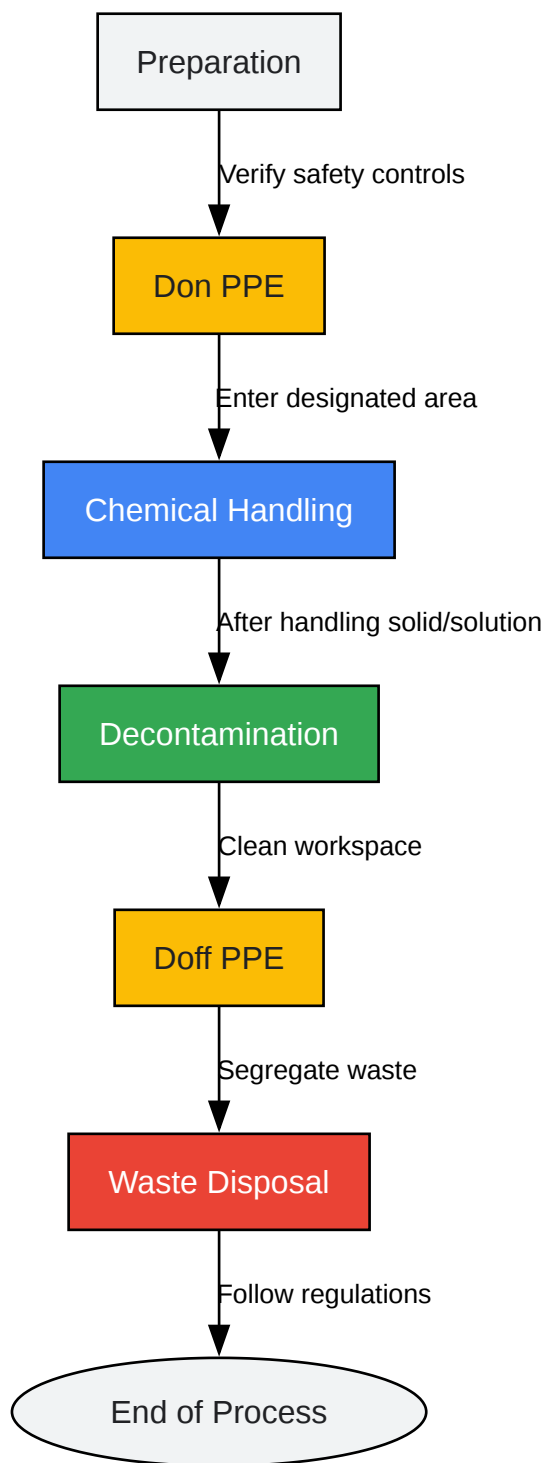 Preparation
Verify safety controls
Don PPE
Enter designated area
Chemical Handling
After handling solid/solution
Decontamination
Clean workspace
Doff PPE
Segregate waste
Waste Disposal
Follow regulations
End of Process